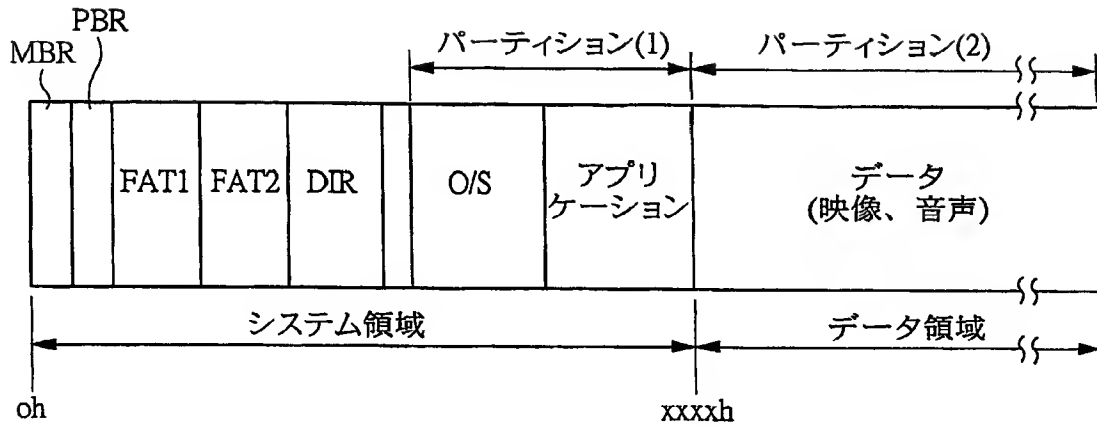 PBR
MBR
パーティション(1)
パーティション(2)
FAT1
FAT2
DIR
O/S
アプリ
ケーション
データ
(映像、音声)
システム領域
データ領域
oh
xxxxh